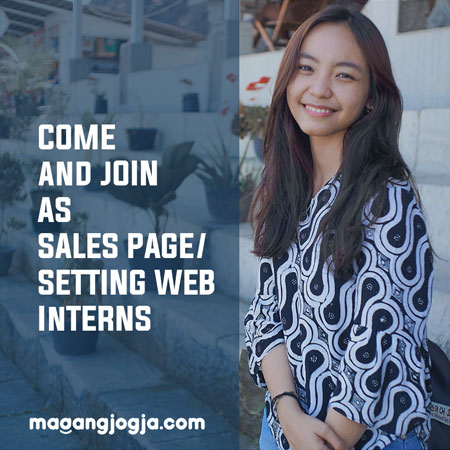 COME
AND JOIN
AS
SALES PAGE/
SETTING WEB
INTERNS
magangjogja.com